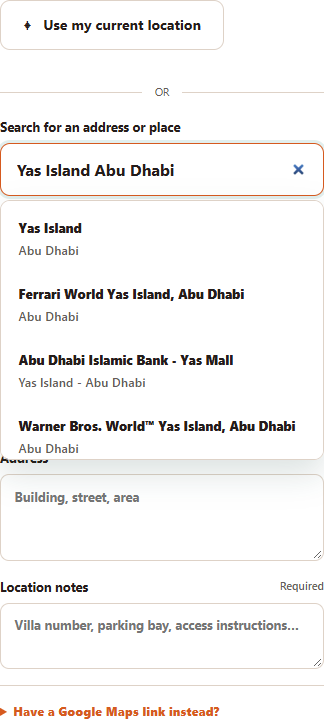 Use my current location
OR
Search for an address or place
Yas Island Abu Dhabi
Yas Island
Abu Dhabi
Ferrari World Yas Island, Abu Dhabi
Abu Dhabi
Abu Dhabi Islamic Bank - Yas Mall
Yas Island - Abu Dhabi
Warner Bros. World™ Yas Island, Abu Dhabi
Abu Dhabi
Address
Building, street, area
Location notes Required
Villa number, parking bay, access instructions...
Have a Google Maps link instead?